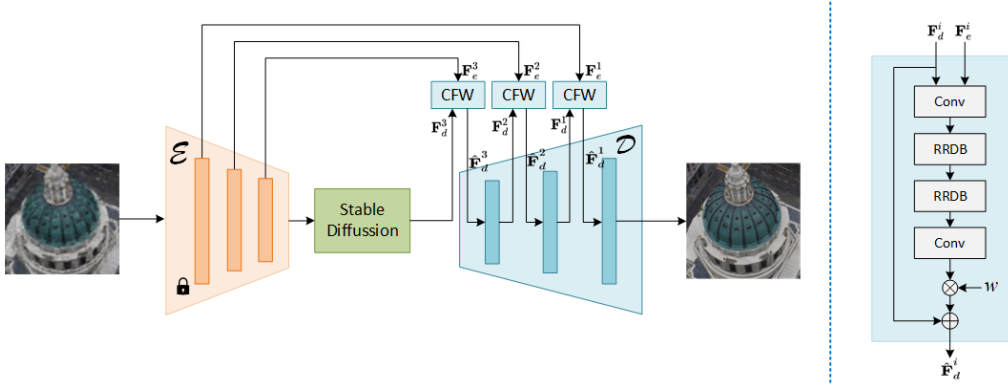 F_e^3 F_e^2 F_e^1
CFW CFW CFW
F_d^3 F_d^2 F_d^1
ℰ
F̂_d^3 F̂_d^2 F̂_d^1
𝒟
Stable
Diffusion
F_d^i F_e^i
Conv
RRDB
RRDB
Conv
w
F̂_d^i